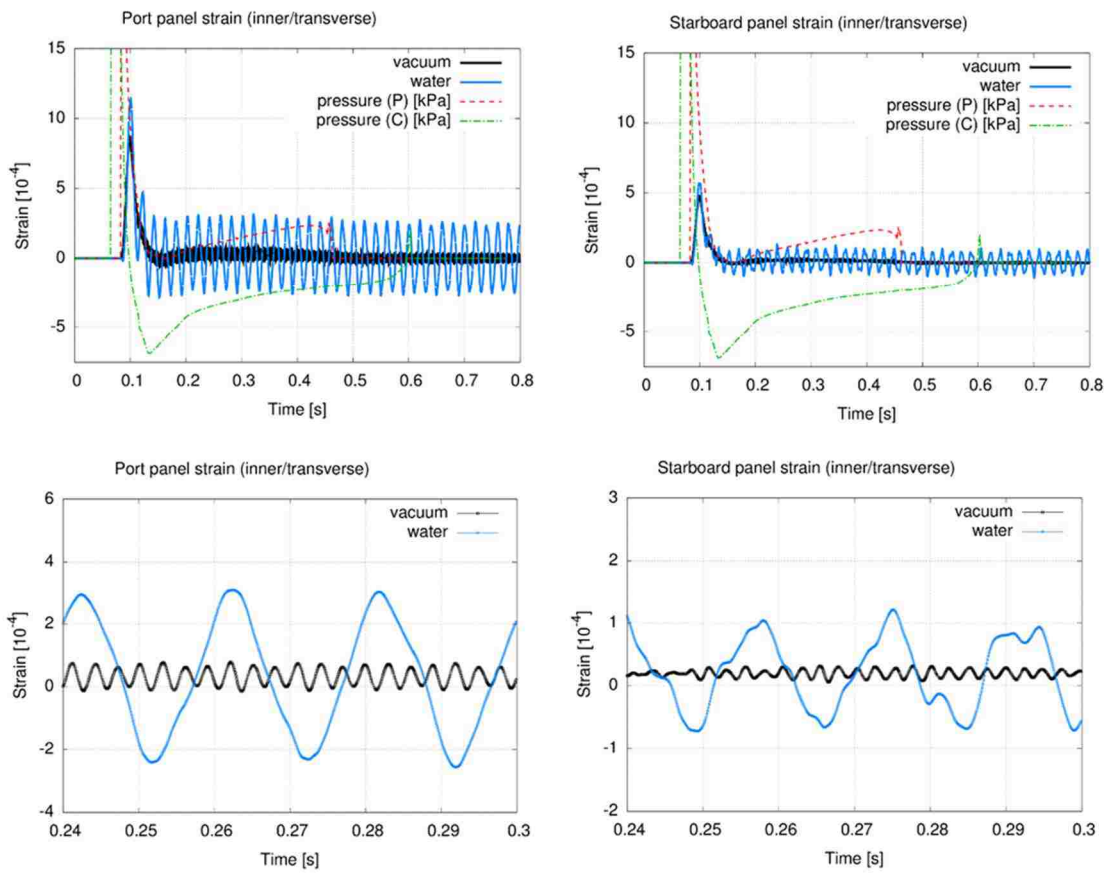 Port panel strain (inner/transverse)
15
10
5
0
-5
Strain [10⁻⁴]
vacuum
water
pressure (P) [kPa]
pressure (C) [kPa]
0 0.1 0.2 0.3 0.4 0.5 0.6 0.7 0.8
Time [s]
Starboard panel strain (inner/transverse)
15
10
5
0
-5
Strain [10⁻⁴]
vacuum
water
pressure (P) [kPa]
pressure (C) [kPa]
0 0.1 0.2 0.3 0.4 0.5 0.6 0.7 0.8
Time [s]
Port panel strain (inner/transverse)
6
4
2
0
-2
-4
Strain [10⁻⁴]
vacuum
water
0.24 0.25 0.26 0.27 0.28 0.29 0.3
Time [s]
Starboard panel strain (inner/transverse)
3
2
1
0
-1
-2
Strain [10⁻⁴]
vacuum
water
0.24 0.25 0.26 0.27 0.28 0.29 0.3
Time [s]